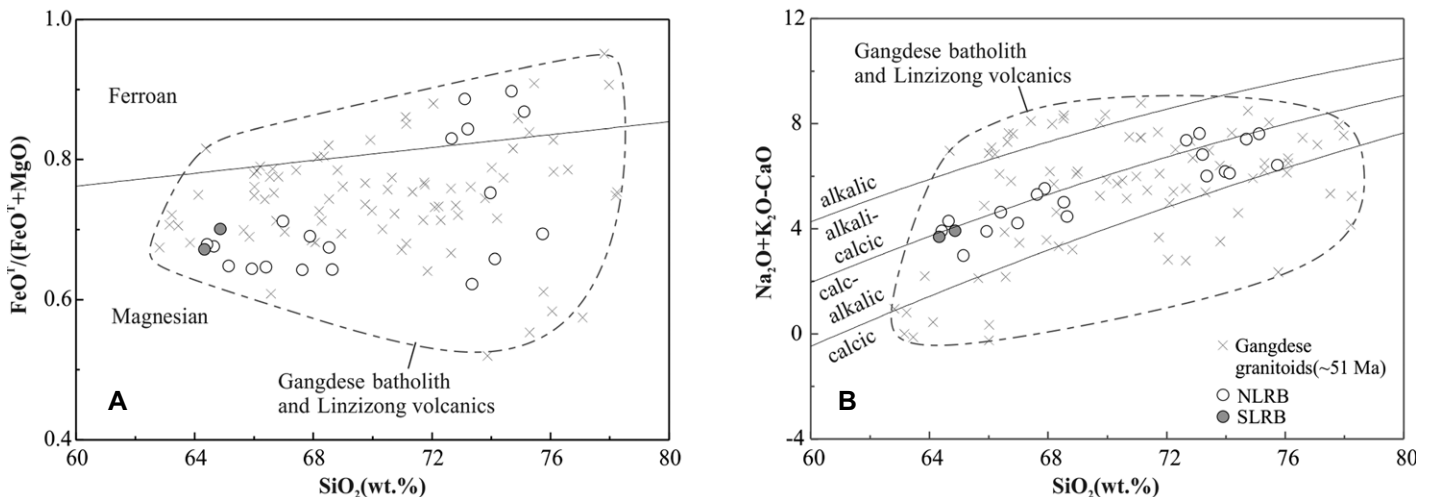 1.0
0.8
0.6
0.4
60
64
68
72
76
80
FeOᵀ/(FeOᵀ+MgO)
SiO₂(wt.%)
Ferroan
Magnesian
Gangdese batholith
and Linzizong volcanics
A
12
8
4
0
-4
60
64
68
72
76
80
Na₂O+K₂O-CaO
SiO₂(wt.%)
Gangdese batholith
and Linzizong volcanics
alkalic
alkali-
calcic
calc-
alkalic
calcic
Gangdese
granitoids(~51 Ma)
NLRB
SLRB
B